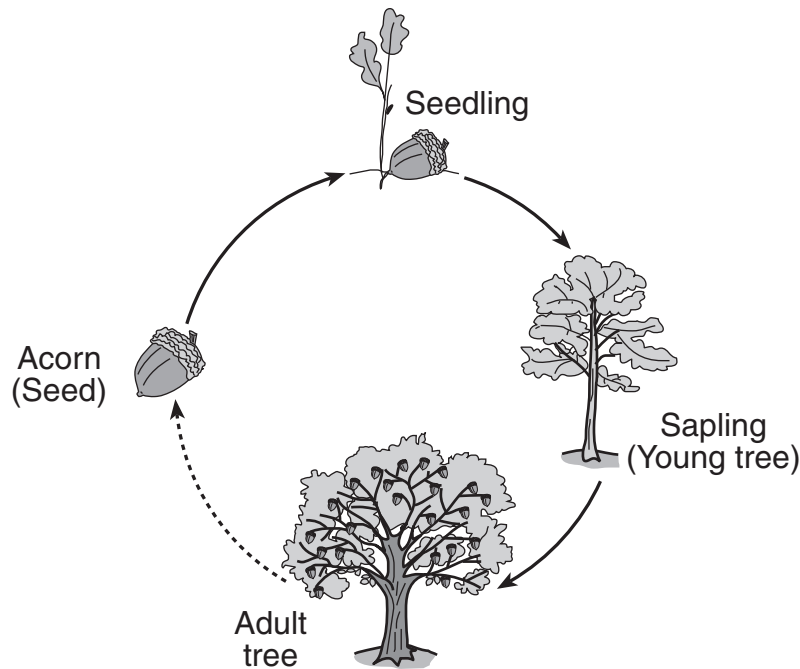 Seedling
Acorn
(Seed)
Sapling
(Young tree)
Adult
tree